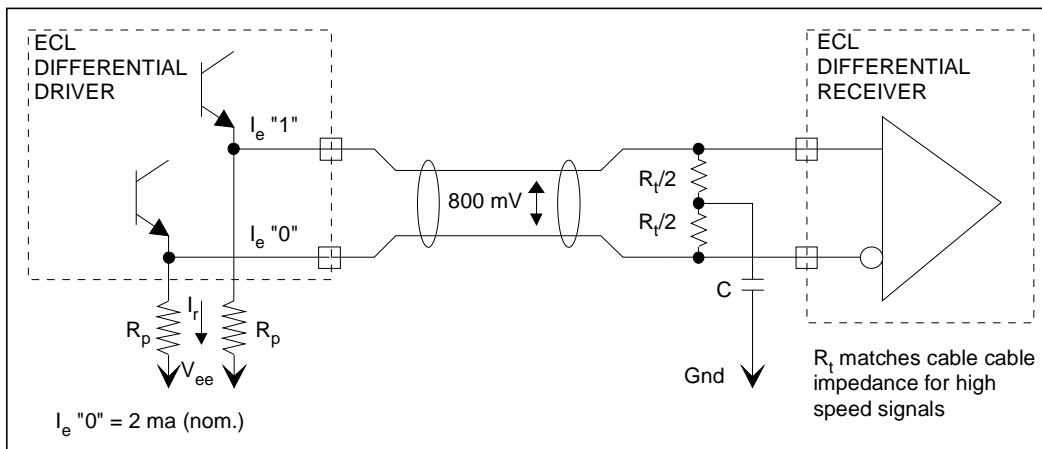 ECL
DIFFERENTIAL
DRIVER
I_e "1"
I_e "0"
I_r
R_p
R_p
V_ee
I_e "0" = 2 ma (nom.)
800 mV
R_t/2
R_t/2
C
Gnd
ECL
DIFFERENTIAL
RECEIVER
R_t matches cable cable
impedance for high
speed signals